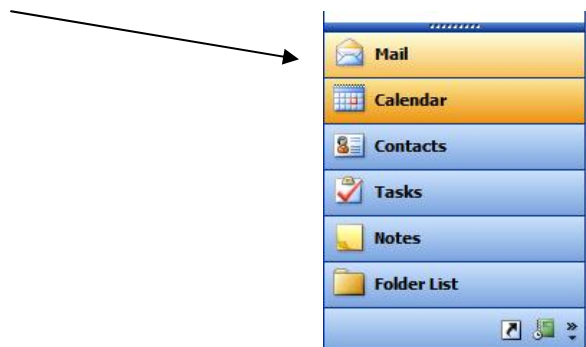 Mail
Calendar
Contacts
Tasks
Notes
Folder List